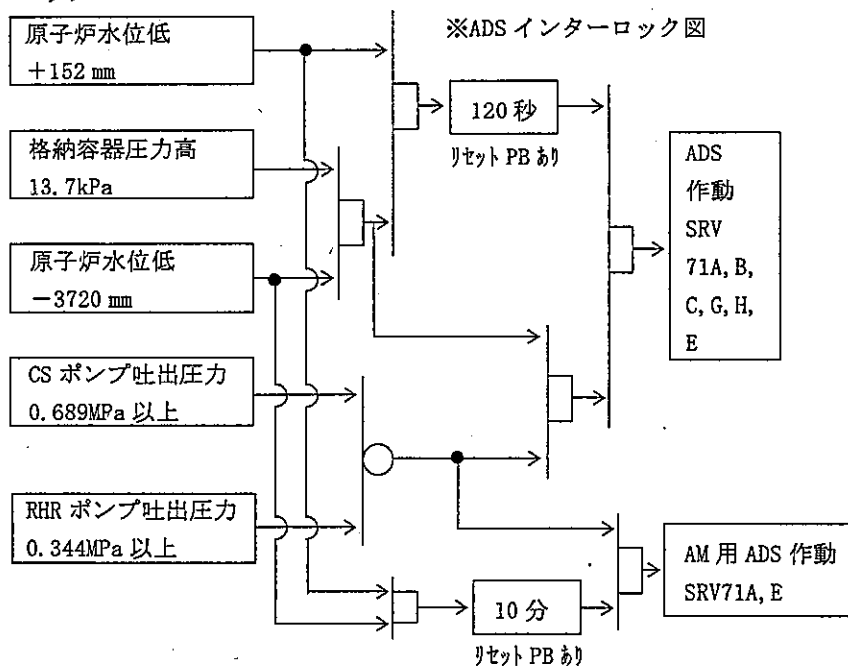 ※ADS インターロック図
原子炉水位低
+152 mm
格納容器圧力高
13.7kPa
原子炉水位低
-3720 mm
CS ポンプ吐出圧力
0.689MPa 以上
RHR ポンプ吐出圧力
0.344MPa 以上
120 秒
リセット PB あり
ADS
作動
SRV
71A, B,
C, G, H,
E
10 分
リセット PB あり
AM 用 ADS 作動
SRV71A, E